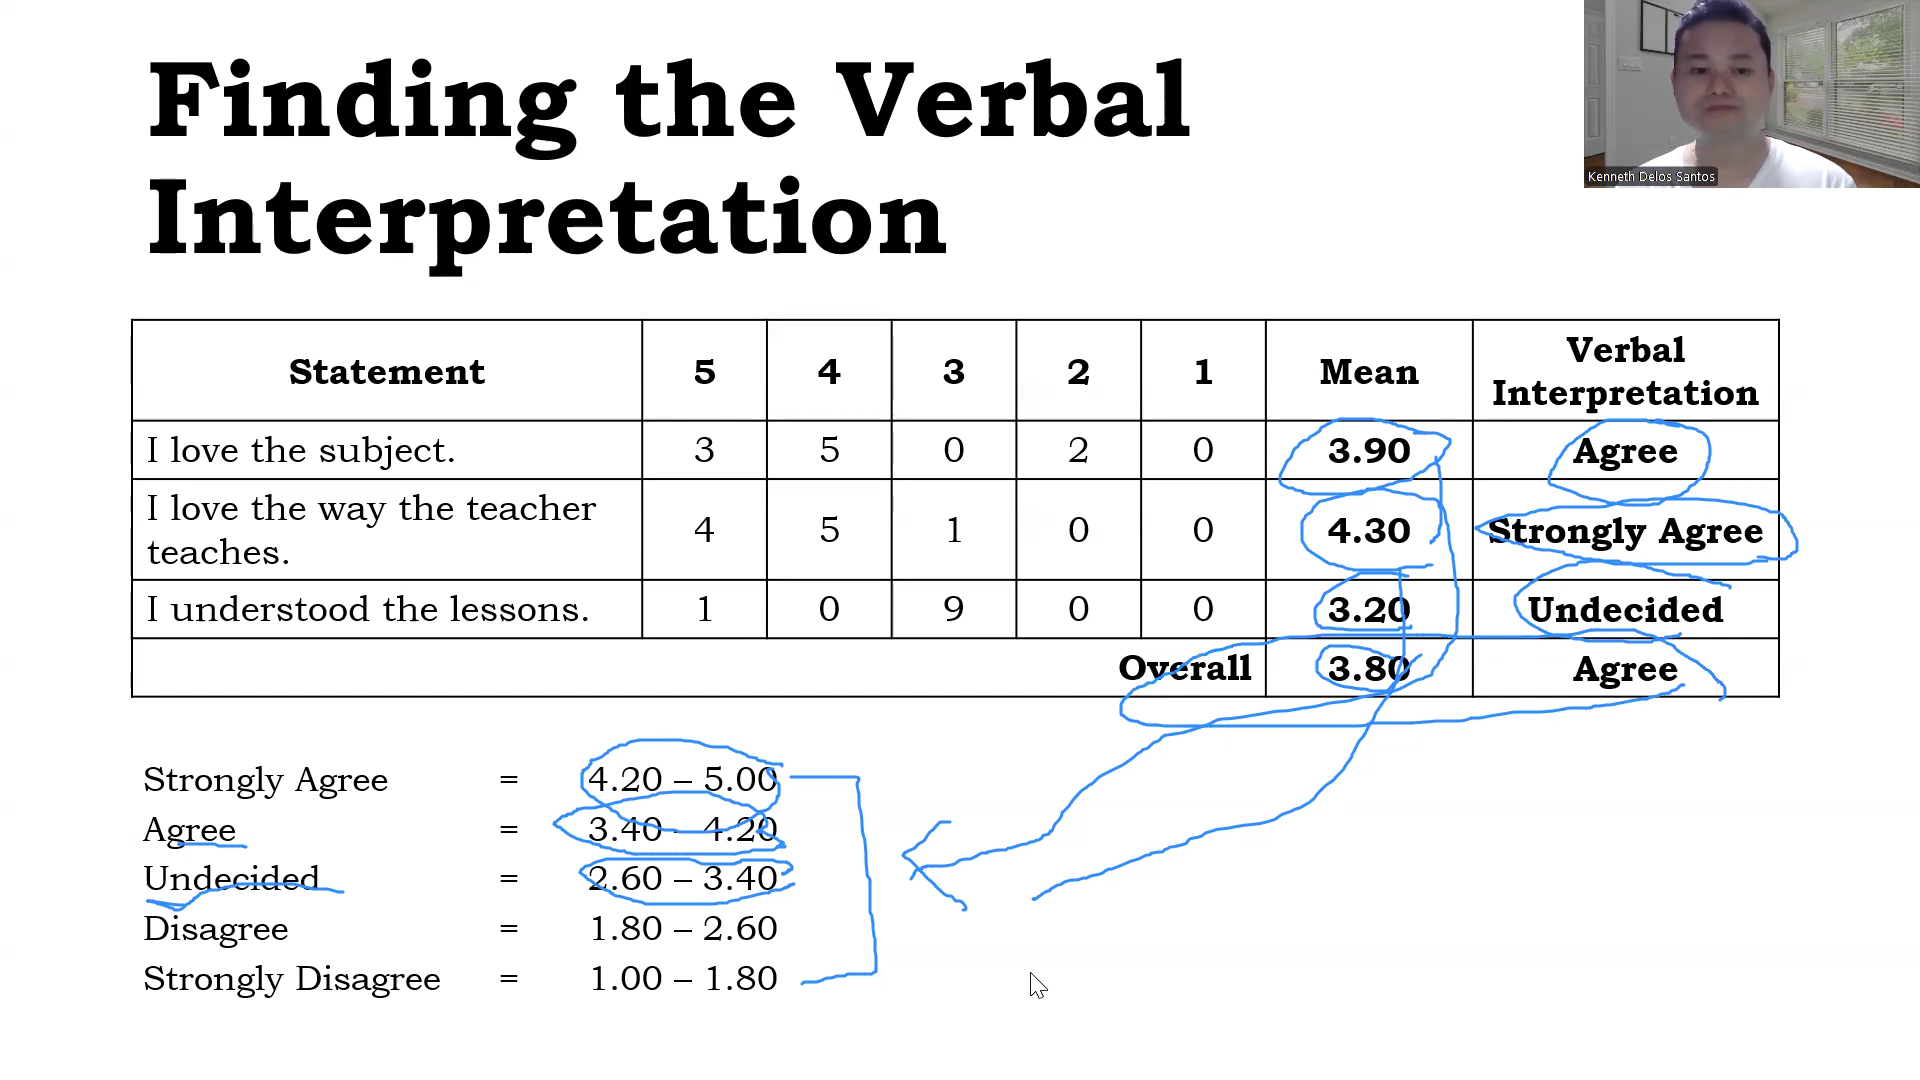 Finding the Verbal
Interpretation
Kenneth Delos Santos
Statement 5 4 3 2 1 Mean Verbal Interpretation
I love the subject. 3 5 0 2 0 3.90 Agree
I love the way the teacher
teaches. 4 5 1 0 0 4.30 Strongly Agree
I understood the lessons. 1 0 9 0 0 3.20 Undecided
Overall 3.80 Agree
Strongly Agree = 4.20 – 5.00
Agree = 3.40 – 4.20
Undecided = 2.60 – 3.40
Disagree = 1.80 – 2.60
Strongly Disagree = 1.00 – 1.80